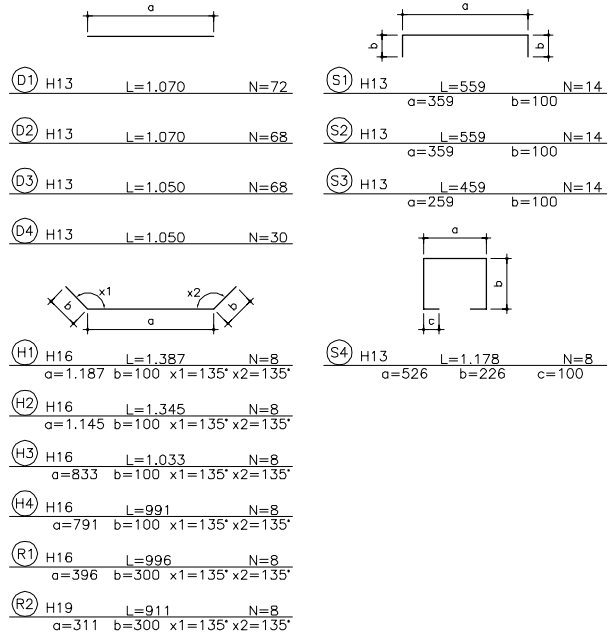 a
D1 H13 L=1.070 N=72
D2 H13 L=1.070 N=68
D3 H13 L=1.050 N=68
D4 H13 L=1.050 N=30
b x1 x2 b
a
H1 H16 L=1.387 N=8
a=1.187 b=100 x1=135° x2=135°
H2 H16 L=1.345 N=8
a=1.145 b=100 x1=135° x2=135°
H3 H16 L=1.033 N=8
a=833 b=100 x1=135° x2=135°
H4 H16 L=991 N=8
a=791 b=100 x1=135° x2=135°
R1 H16 L=996 N=8
a=396 b=300 x1=135° x2=135°
R2 H19 L=911 N=8
a=311 b=300 x1=135° x2=135°
a
b b
S1 H13 L=559 N=14
a=359 b=100
S2 H13 L=559 N=14
a=359 b=100
S3 H13 L=459 N=14
a=259 b=100
a
b
c
S4 H13 L=1.178 N=8
a=526 b=226 c=100